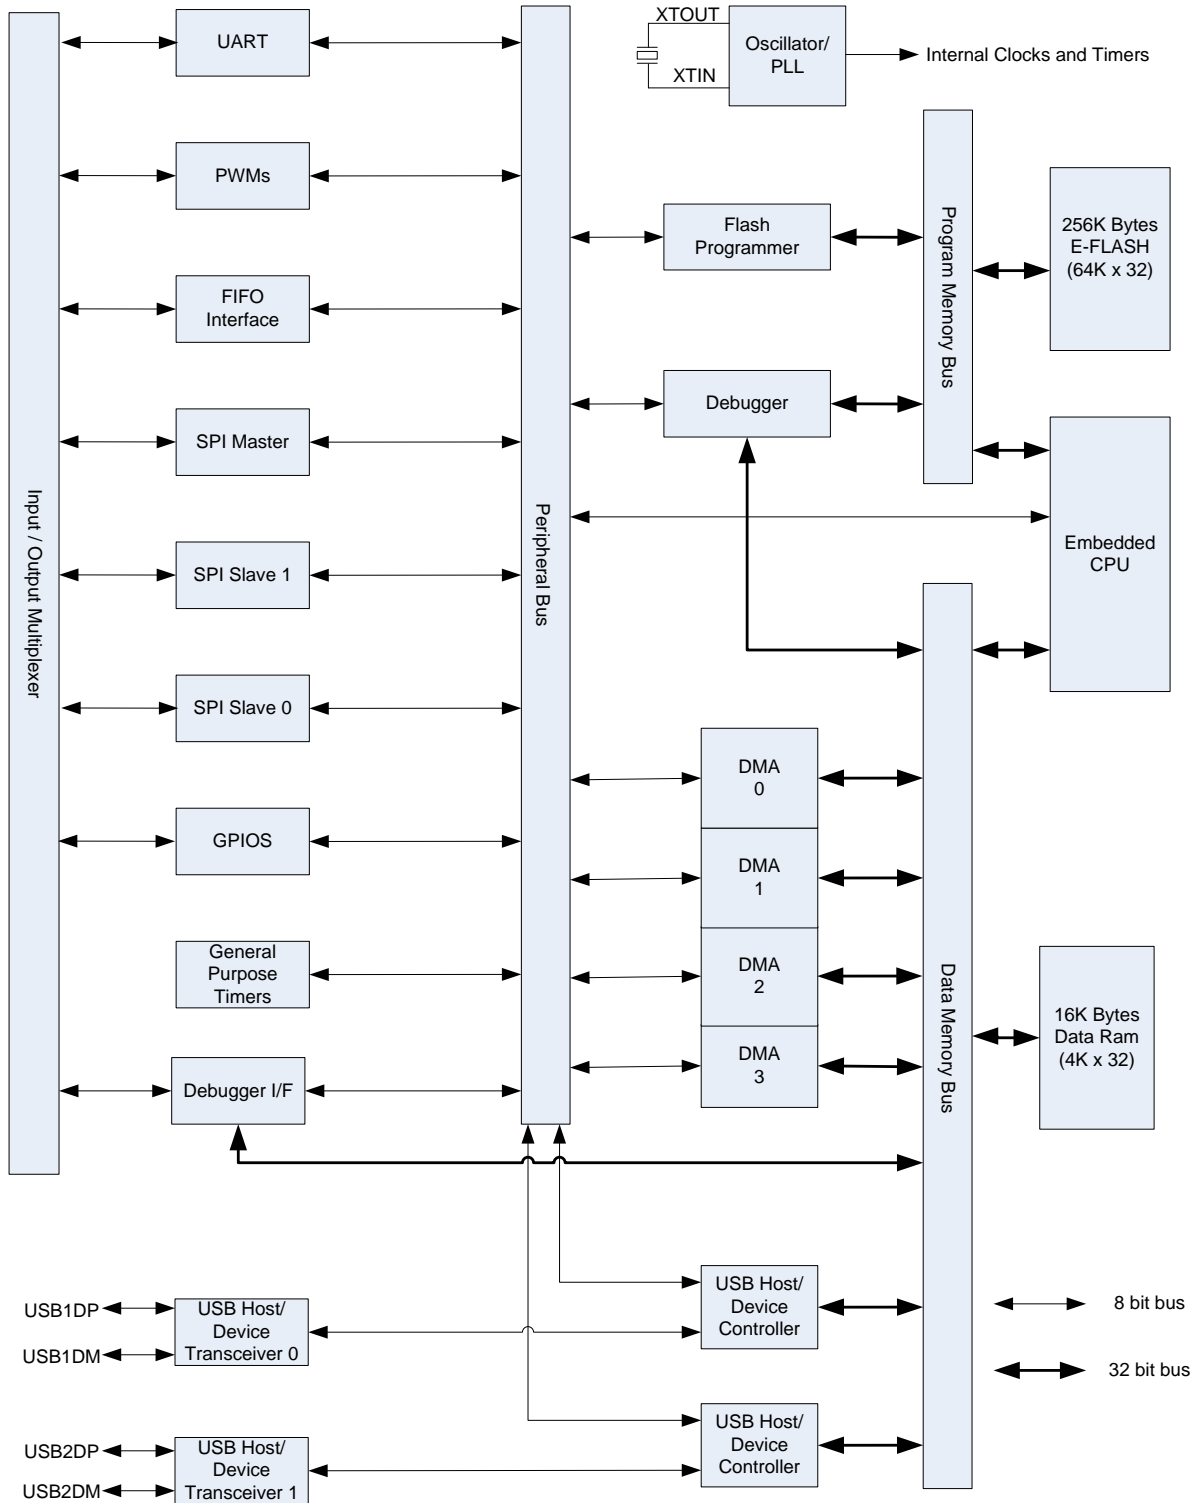 XTOUT
XTIN
Oscillator/
PLL
Internal Clocks and Timers
UART
PWMs
FIFO
Interface
SPI Master
SPI Slave 1
SPI Slave 0
GPIOS
General
Purpose
Timers
Debugger I/F
Input / Output Multiplexer
Peripheral Bus
Flash
Programmer
Debugger
Program Memory Bus
256K Bytes
E-FLASH
(64K x 32)
Embedded
CPU
DMA
0
DMA
1
DMA
2
DMA
3
Data Memory Bus
16K Bytes
Data Ram
(4K x 32)
USB1DP
USB1DM
USB Host/
Device
Transceiver 0
USB Host/
Device
Controller
8 bit bus
32 bit bus
USB2DP
USB2DM
USB Host/
Device
Transceiver 1
USB Host/
Device
Controller